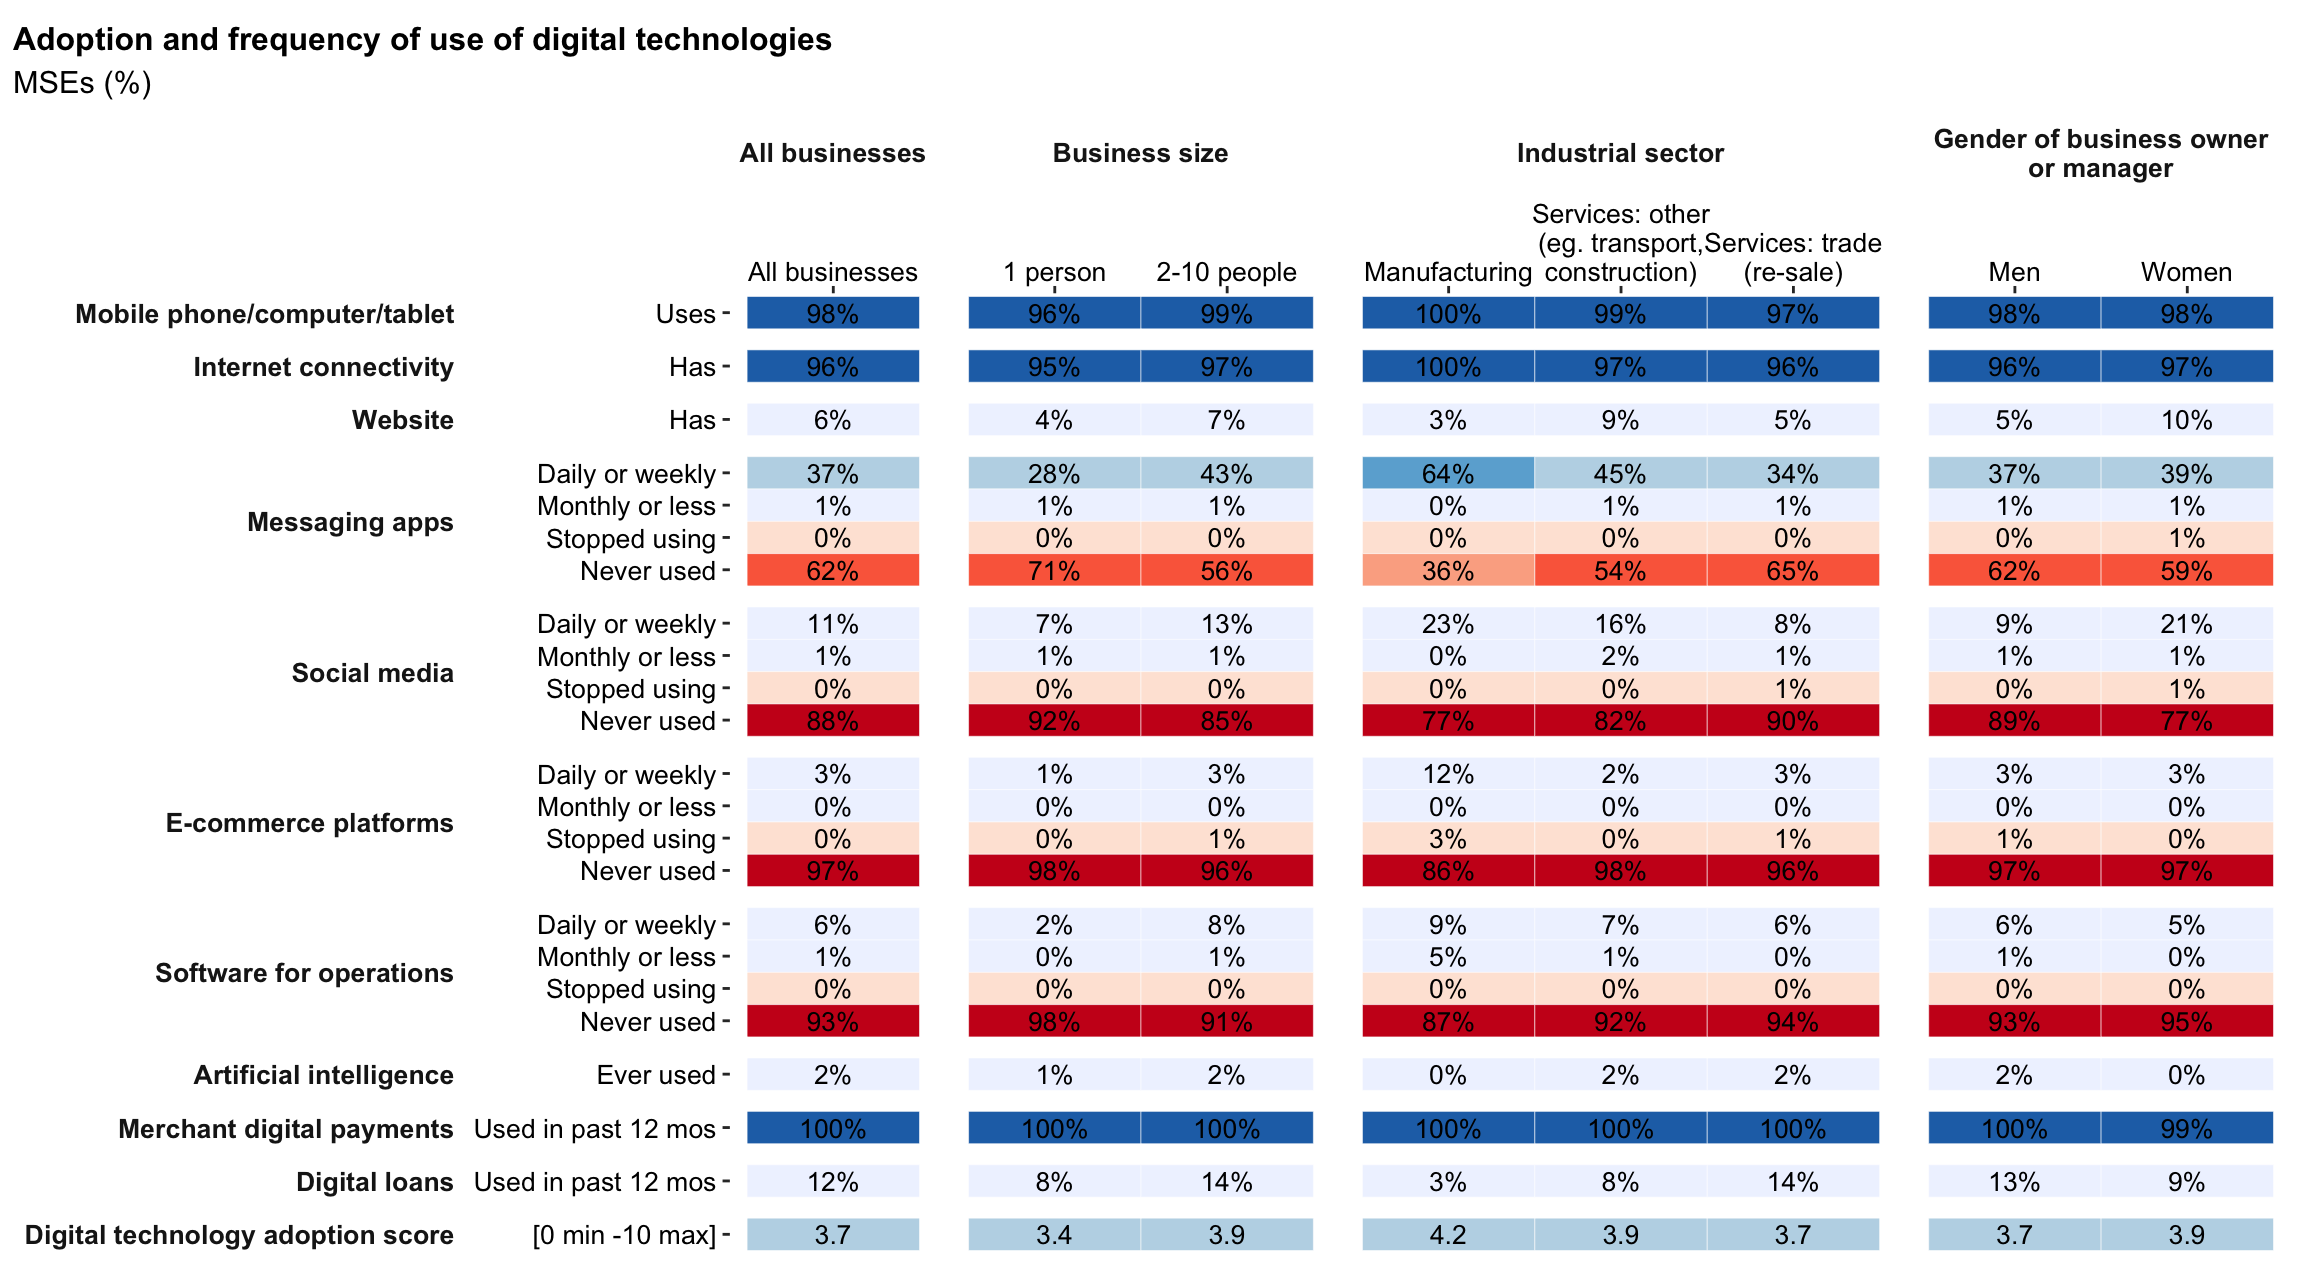 Adoption and frequency of use of digital technologies
MSEs (%)
All businesses Business size Industrial sector Gender of business owner
or manager
Services: other
(eg. transport, Services: trade
All businesses 1 person 2-10 people Manufacturing construction) (re-sale) Men Women
Mobile phone/computer/tablet Uses 98% 96% 99% 100% 99% 97% 98% 98%
Internet connectivity Has 96% 95% 97% 100% 97% 96% 96% 97%
Website Has 6% 4% 7% 3% 9% 5% 5% 10%
Messaging apps
Daily or weekly 37% 28% 43% 64% 45% 34% 37% 39%
Monthly or less 1% 1% 1% 0% 1% 1% 1% 1%
Stopped using 0% 0% 0% 0% 0% 0% 0% 1%
Never used 62% 71% 56% 36% 54% 65% 62% 59%
Social media
Daily or weekly 11% 7% 13% 23% 16% 8% 9% 21%
Monthly or less 1% 1% 1% 0% 2% 1% 1% 1%
Stopped using 0% 0% 0% 0% 0% 1% 0% 1%
Never used 88% 92% 85% 77% 82% 90% 89% 77%
E-commerce platforms
Daily or weekly 3% 1% 3% 12% 2% 3% 3% 3%
Monthly or less 0% 0% 0% 0% 0% 0% 0% 0%
Stopped using 0% 0% 1% 3% 0% 1% 1% 0%
Never used 97% 98% 96% 86% 98% 96% 97% 97%
Software for operations
Daily or weekly 6% 2% 8% 9% 7% 6% 6% 5%
Monthly or less 1% 0% 1% 5% 1% 0% 1% 0%
Stopped using 0% 0% 0% 0% 0% 0% 0% 0%
Never used 93% 98% 91% 87% 92% 94% 93% 95%
Artificial intelligence Ever used 2% 1% 2% 0% 2% 2% 2% 0%
Merchant digital payments Used in past 12 mos 100% 100% 100% 100% 100% 100% 100% 99%
Digital loans Used in past 12 mos 12% 8% 14% 3% 8% 14% 13% 9%
Digital technology adoption score [0 min -10 max] 3.7 3.4 3.9 4.2 3.9 3.7 3.7 3.9